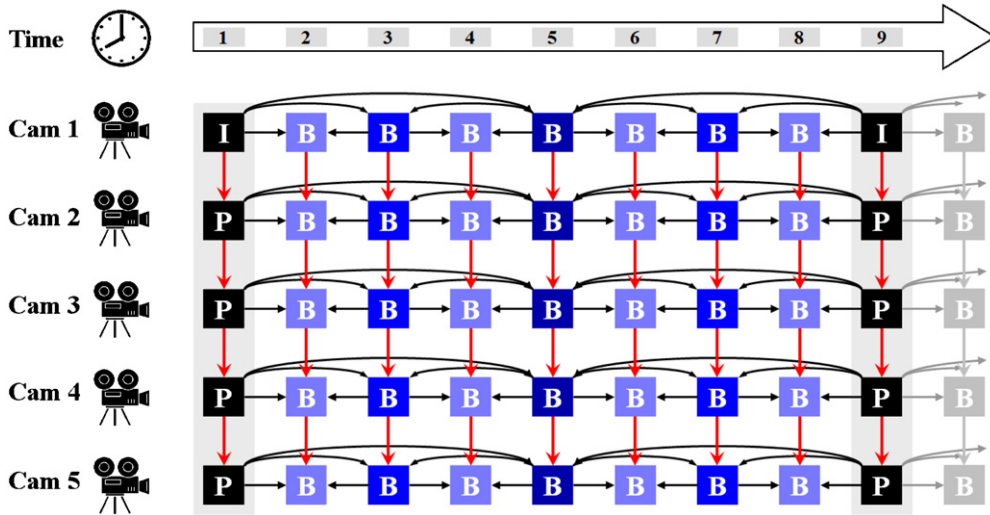 Time 1 2 3 4 5 6 7 8 9
Cam 1 I B B B B B B B I B
Cam 2 P B B B B B B B P B
Cam 3 P B B B B B B B P B
Cam 4 P B B B B B B B P B
Cam 5 P B B B B B B B P B